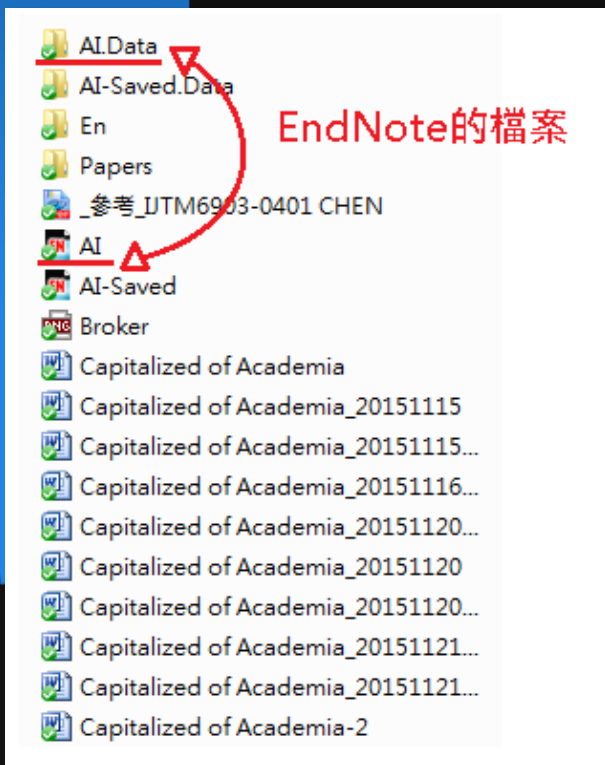 AI.Data
AI-Saved.Data
En
EndNote的檔案
Papers
_參考_IJTM6903-0401 CHEN
AI
AI-Saved
Broker
Capitalized of Academia
Capitalized of Academia_20151115
Capitalized of Academia_20151115...
Capitalized of Academia_20151116...
Capitalized of Academia_20151120...
Capitalized of Academia_20151120
Capitalized of Academia_20151120...
Capitalized of Academia_20151121...
Capitalized of Academia_20151121...
Capitalized of Academia-2